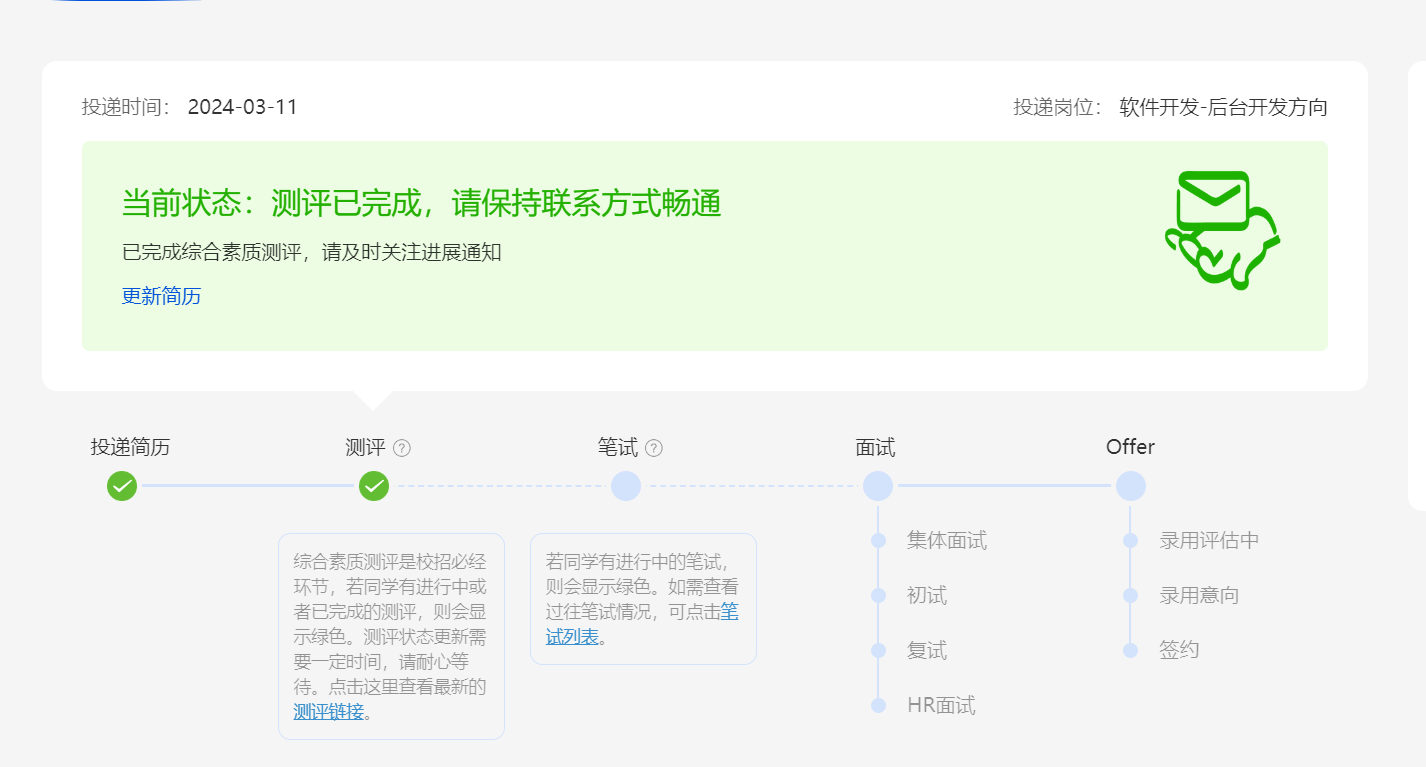 投递时间： 2024-03-11
投递岗位： 软件开发-后台开发方向
当前状态：测评已完成，请保持联系方式畅通
已完成综合素质测评，请及时关注进展通知
更新简历
投递简历
测评 ?
笔试 ?
面试
Offer
综合素质测评是校招必经
环节，若同学有进行中或
者已完成的测评，则会显
示绿色。测评状态更新需
要一定时间，请耐心等
待。点击这里查看最新的
测评链接。
若同学有进行中的笔试，
则会显示绿色。如需查看
过往笔试情况，可点击笔
试列表。
集体面试
初试
复试
HR面试
录用评估中
录用意向
签约